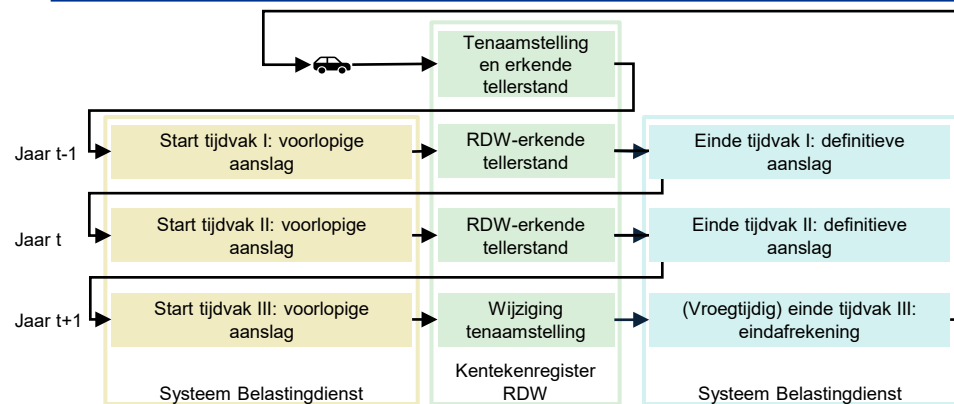 Tenaamstelling
en erkende
tellerstand
Jaar t-1
Start tijdvak I: voorlopige
aanslag
RDW-erkende
tellerstand
Einde tijdvak I: definitieve
aanslag
Jaar t
Start tijdvak II: voorlopige
aanslag
RDW-erkende
tellerstand
Einde tijdvak II: definitieve
aanslag
Jaar t+1
Start tijdvak III: voorlopige
aanslag
Wijziging
tenaamstelling
(Vroegtijdig) einde tijdvak III:
eindafrekening
Systeem Belastingdienst
Kentekenregister
RDW
Systeem Belastingdienst